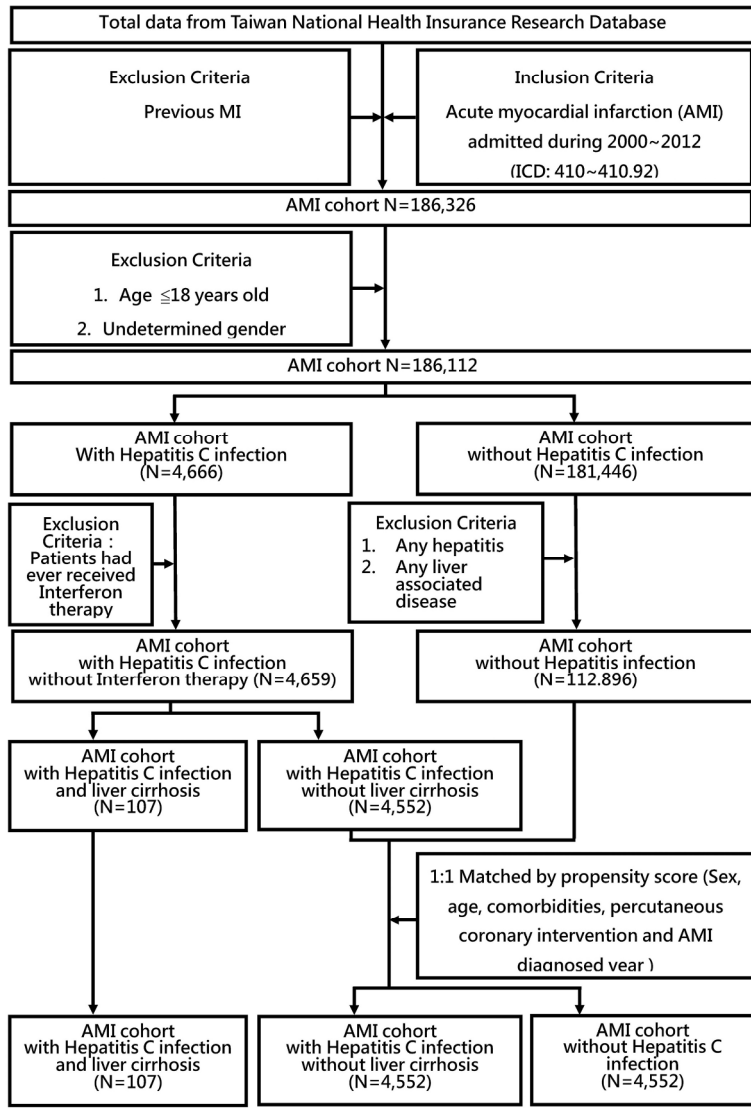 Total data from Taiwan National Health Insurance Research Database
Exclusion Criteria
Previous MI
Inclusion Criteria
Acute myocardial infarction (AMI)
admitted during 2000~2012
(ICD: 410~410.92)
AMI cohort N=186,326
Exclusion Criteria
1. Age ≦18 years old
2. Undetermined gender
AMI cohort N=186,112
AMI cohort
With Hepatitis C infection
(N=4,666)
AMI cohort
without Hepatitis C infection
(N=181,446)
Exclusion
Criteria :
Patients had
ever received
Interferon
therapy
Exclusion Criteria
1. Any hepatitis
2. Any liver
associated
disease
AMI cohort
with Hepatitis C infection
without Interferon therapy (N=4,659)
AMI cohort
without Hepatitis infection
(N=112.896)
AMI cohort
with Hepatitis C infection
and liver cirrhosis
(N=107)
AMI cohort
with Hepatitis C infection
without liver cirrhosis
(N=4,552)
1:1 Matched by propensity score (Sex,
age, comorbidities, percutaneous
coronary intervention and AMI
diagnosed year )
AMI cohort
with Hepatitis C infection
and liver cirrhosis
(N=107)
AMI cohort
with Hepatitis C infection
without liver cirrhosis
(N=4,552)
AMI cohort
without Hepatitis C
infection
(N=4,552)